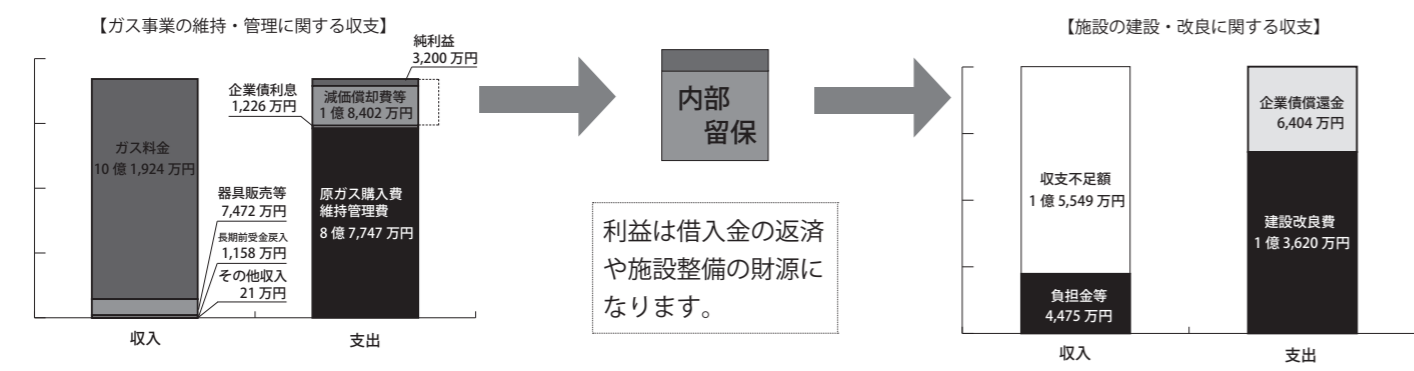 【ガス事業の維持・管理に関する収支】
純利益
3,200 万円
企業債利息
1,226 万円
減価償却費等
1 億 8,402 万円
ガス料金
10 億 1,924 万円
器具販売等
7,472 万円
長期前受金戻入
1,158 万円
その他収入
21 万円
原ガス購入費
維持管理費
8 億 7,747 万円
収入
支出
内部
留保
利益は借入金の返済
や施設整備の財源に
なります。
【施設の建設・改良に関する収支】
収支不足額
1 億 5,549 万円
負担金等
4,475 万円
企業債償還金
6,404 万円
建設改良費
1 億 3,620 万円
収入
支出